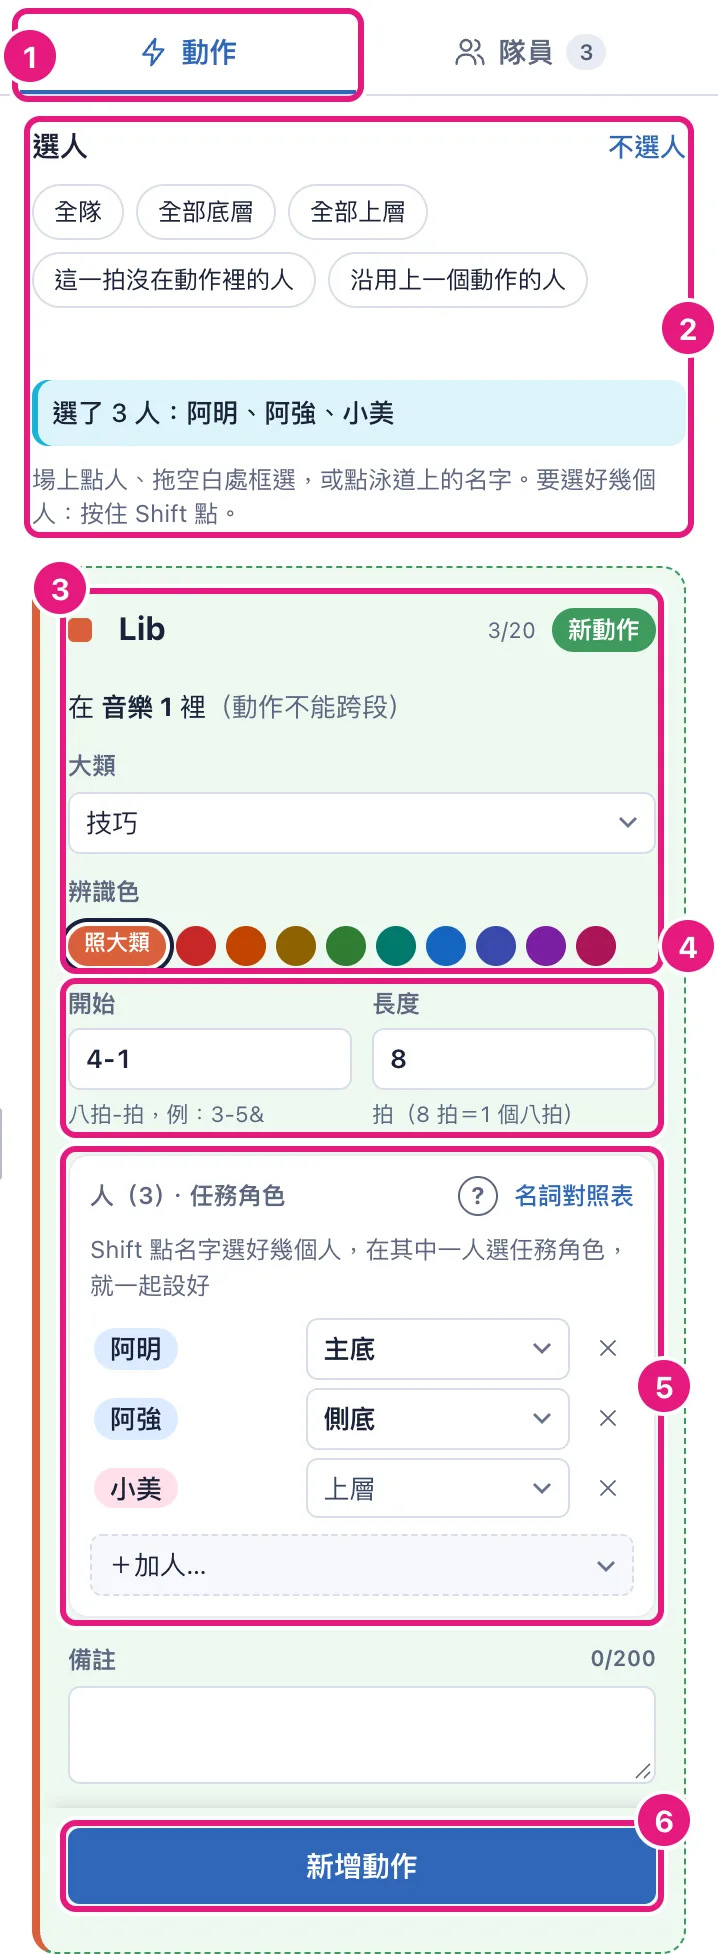 1
動作
隊員 3
選人
不選人
全隊
全部底層
全部上層
這一拍沒在動作裡的人
沿用上一個動作的人
2
選了 3 人：阿明、阿強、小美
場上點人、拖空白處框選，或點泳道上的名字。要選好幾個
人：按住 Shift 點。
3
Lib
3/20
新動作
在 音樂 1 裡（動作不能跨段）
大類
技巧
辨識色
照大類
4
開始
長度
4-1
8
八拍-拍，例：3-5&
拍（8 拍＝1 個八拍）
人（3）· 任務角色
?
名詞對照表
Shift 點名字選好幾個人，在其中一人選任務角色，
就一起設好
阿明
主底
5
阿強
側底
小美
上層
＋加人...
備註
0/200
6
新增動作